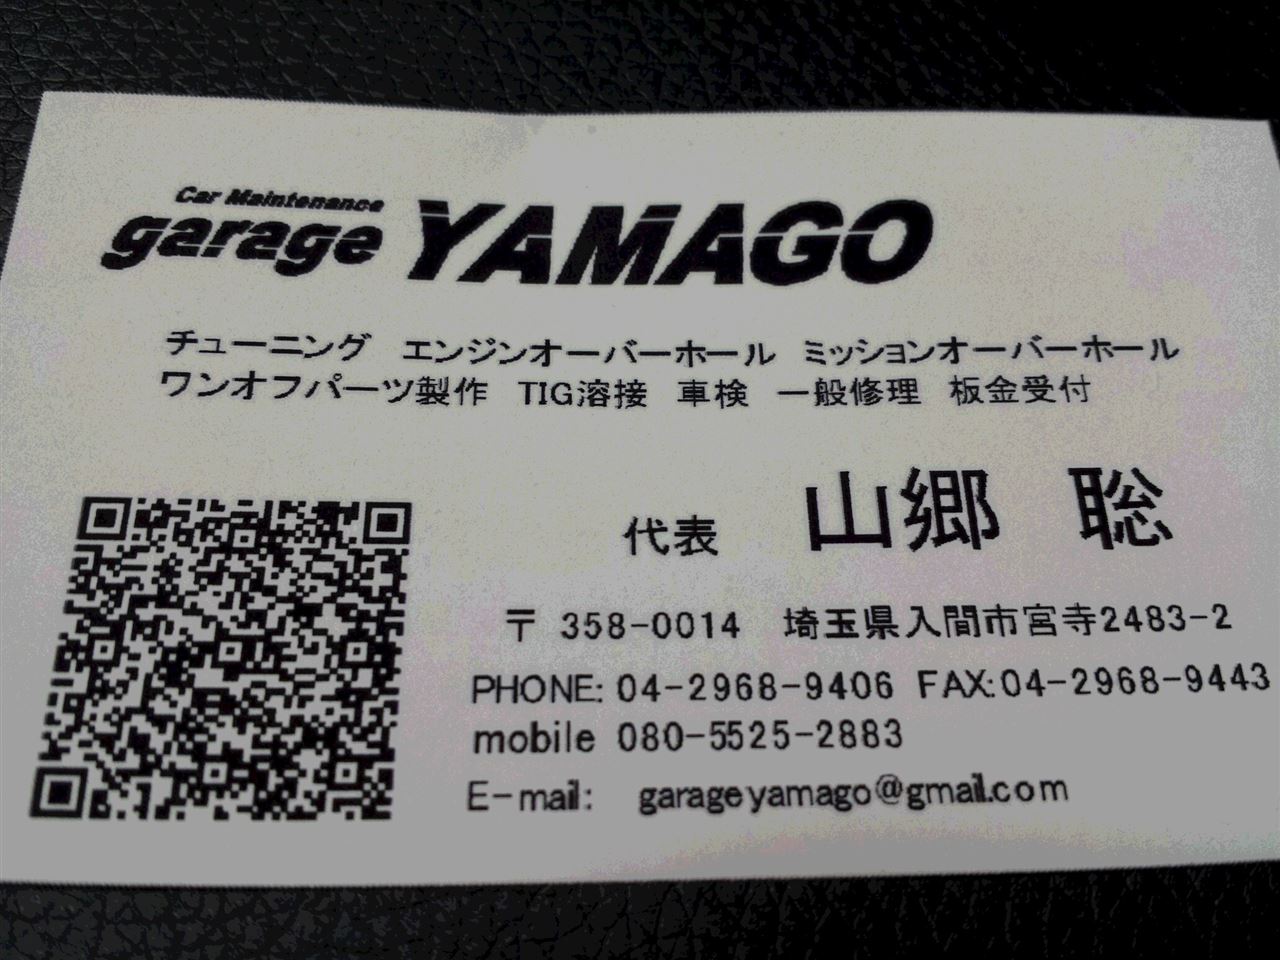 Car Maintenance
garage YAMAGO
チューニング エンジンオーバーホール ミッションオーバーホール
ワンオフパーツ製作 TIG溶接 車検 一般修理 板金受付
代表 山郷 聡
〒 358-0014 埼玉県入間市宮寺2483-2
PHONE: 04-2968-9406 FAX:04-2968-9443
mobile 080-5525-2883
E-mail: garageyamago@gmail.com